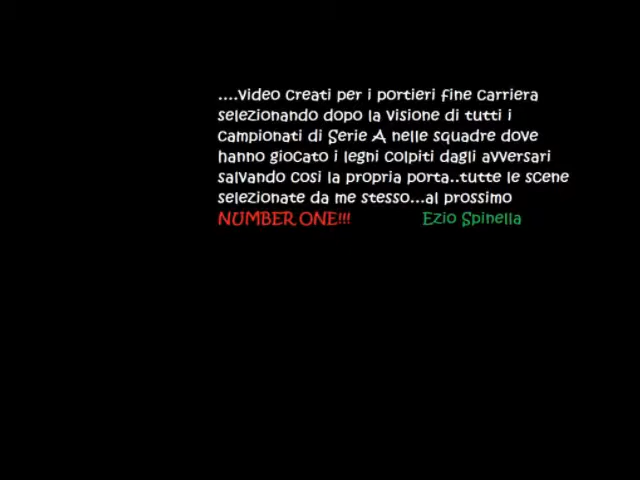 ....video creati per i portieri fine carriera
selezionando dopo la visione di tutti i
campionati di Serie A nelle squadre dove
hanno giocato i legni colpiti dagli avversari
salvando cosi la propria porta..tutte le scene
selezionate da me stesso...al prossimo
NUMBER ONE!!! Ezio Spinella